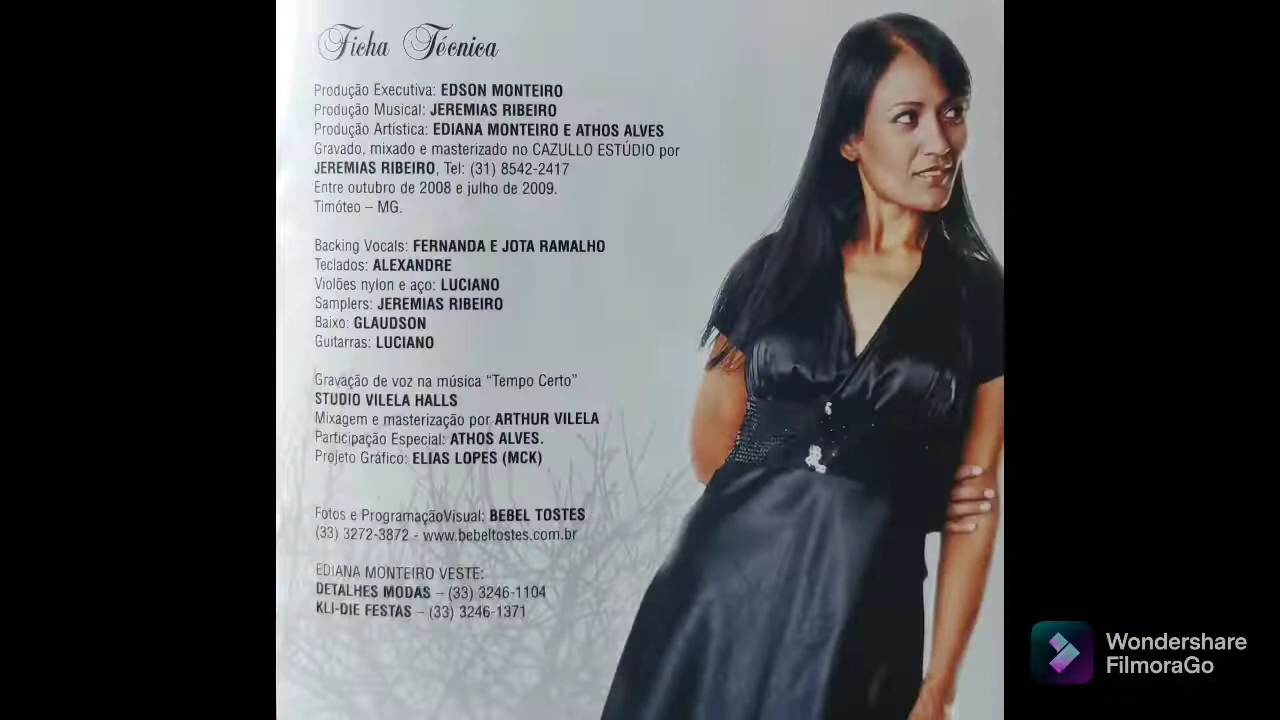 Ficha Técnica
Produção Executiva: EDSON MONTEIRO
Produção Musical: JEREMIAS RIBEIRO
Produção Artística: EDIANA MONTEIRO E ATHOS ALVES
Gravado, mixado e masterizado no CAZULLO ESTÚDIO por
JEREMIAS RIBEIRO, Tel: (31) 8542-2417
Entre outubro de 2008 e julho de 2009.
Timóteo – MG.
Backing Vocals: FERNANDA E JOTA RAMALHO
Teclados: ALEXANDRE
Violões nylon e aço: LUCIANO
Samplers: JEREMIAS RIBEIRO
Baixo: GLAUDSON
Guitarras: LUCIANO
Gravação de voz na música “Tempo Certo”
STUDIO VILELA HALLS
Mixagem e masterização por ARTHUR VILELA
Participação Especial: ATHOS ALVES.
Projeto Gráfico: ELIAS LOPES (MCK)
Fotos e ProgramaçãoVisual: BEBEL TOSTES
(33) 3272-3872 - www.bebeltostes.com.br
EDIANA MONTEIRO VESTE:
DETALHES MODAS – (33) 3246-1104
KLI-DIE FESTAS – (33) 3246-1371
Wondershare
FilmoraGo